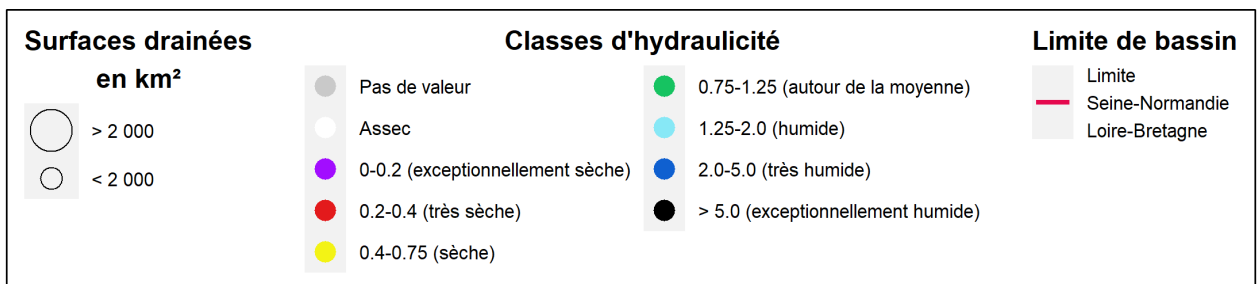 Surfaces drainées
en km²
> 2 000
< 2 000
Classes d'hydraulicité
Pas de valeur
Assec
0-0.2 (exceptionnellement sèche)
0.2-0.4 (très sèche)
0.4-0.75 (sèche)
0.75-1.25 (autour de la moyenne)
1.25-2.0 (humide)
2.0-5.0 (très humide)
> 5.0 (exceptionnellement humide)
Limite de bassin
Limite
Seine-Normandie
Loire-Bretagne